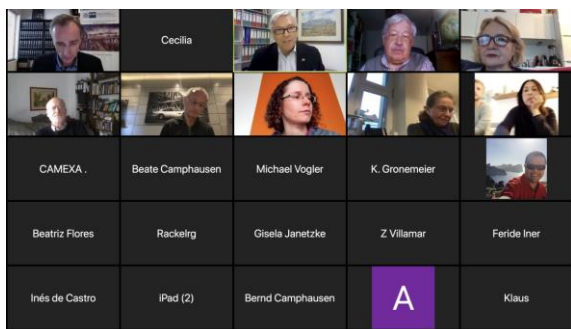 Cecilia
CAMEXA .
Beate Camphausen
Michael Vogler
K. Gronemeier
Beatriz Flores
Rackelrg
Gisela Janetzke
Z Villamar
Feride Iner
Inés de Castro
iPad (2)
Bernd Camphausen
A
Klaus